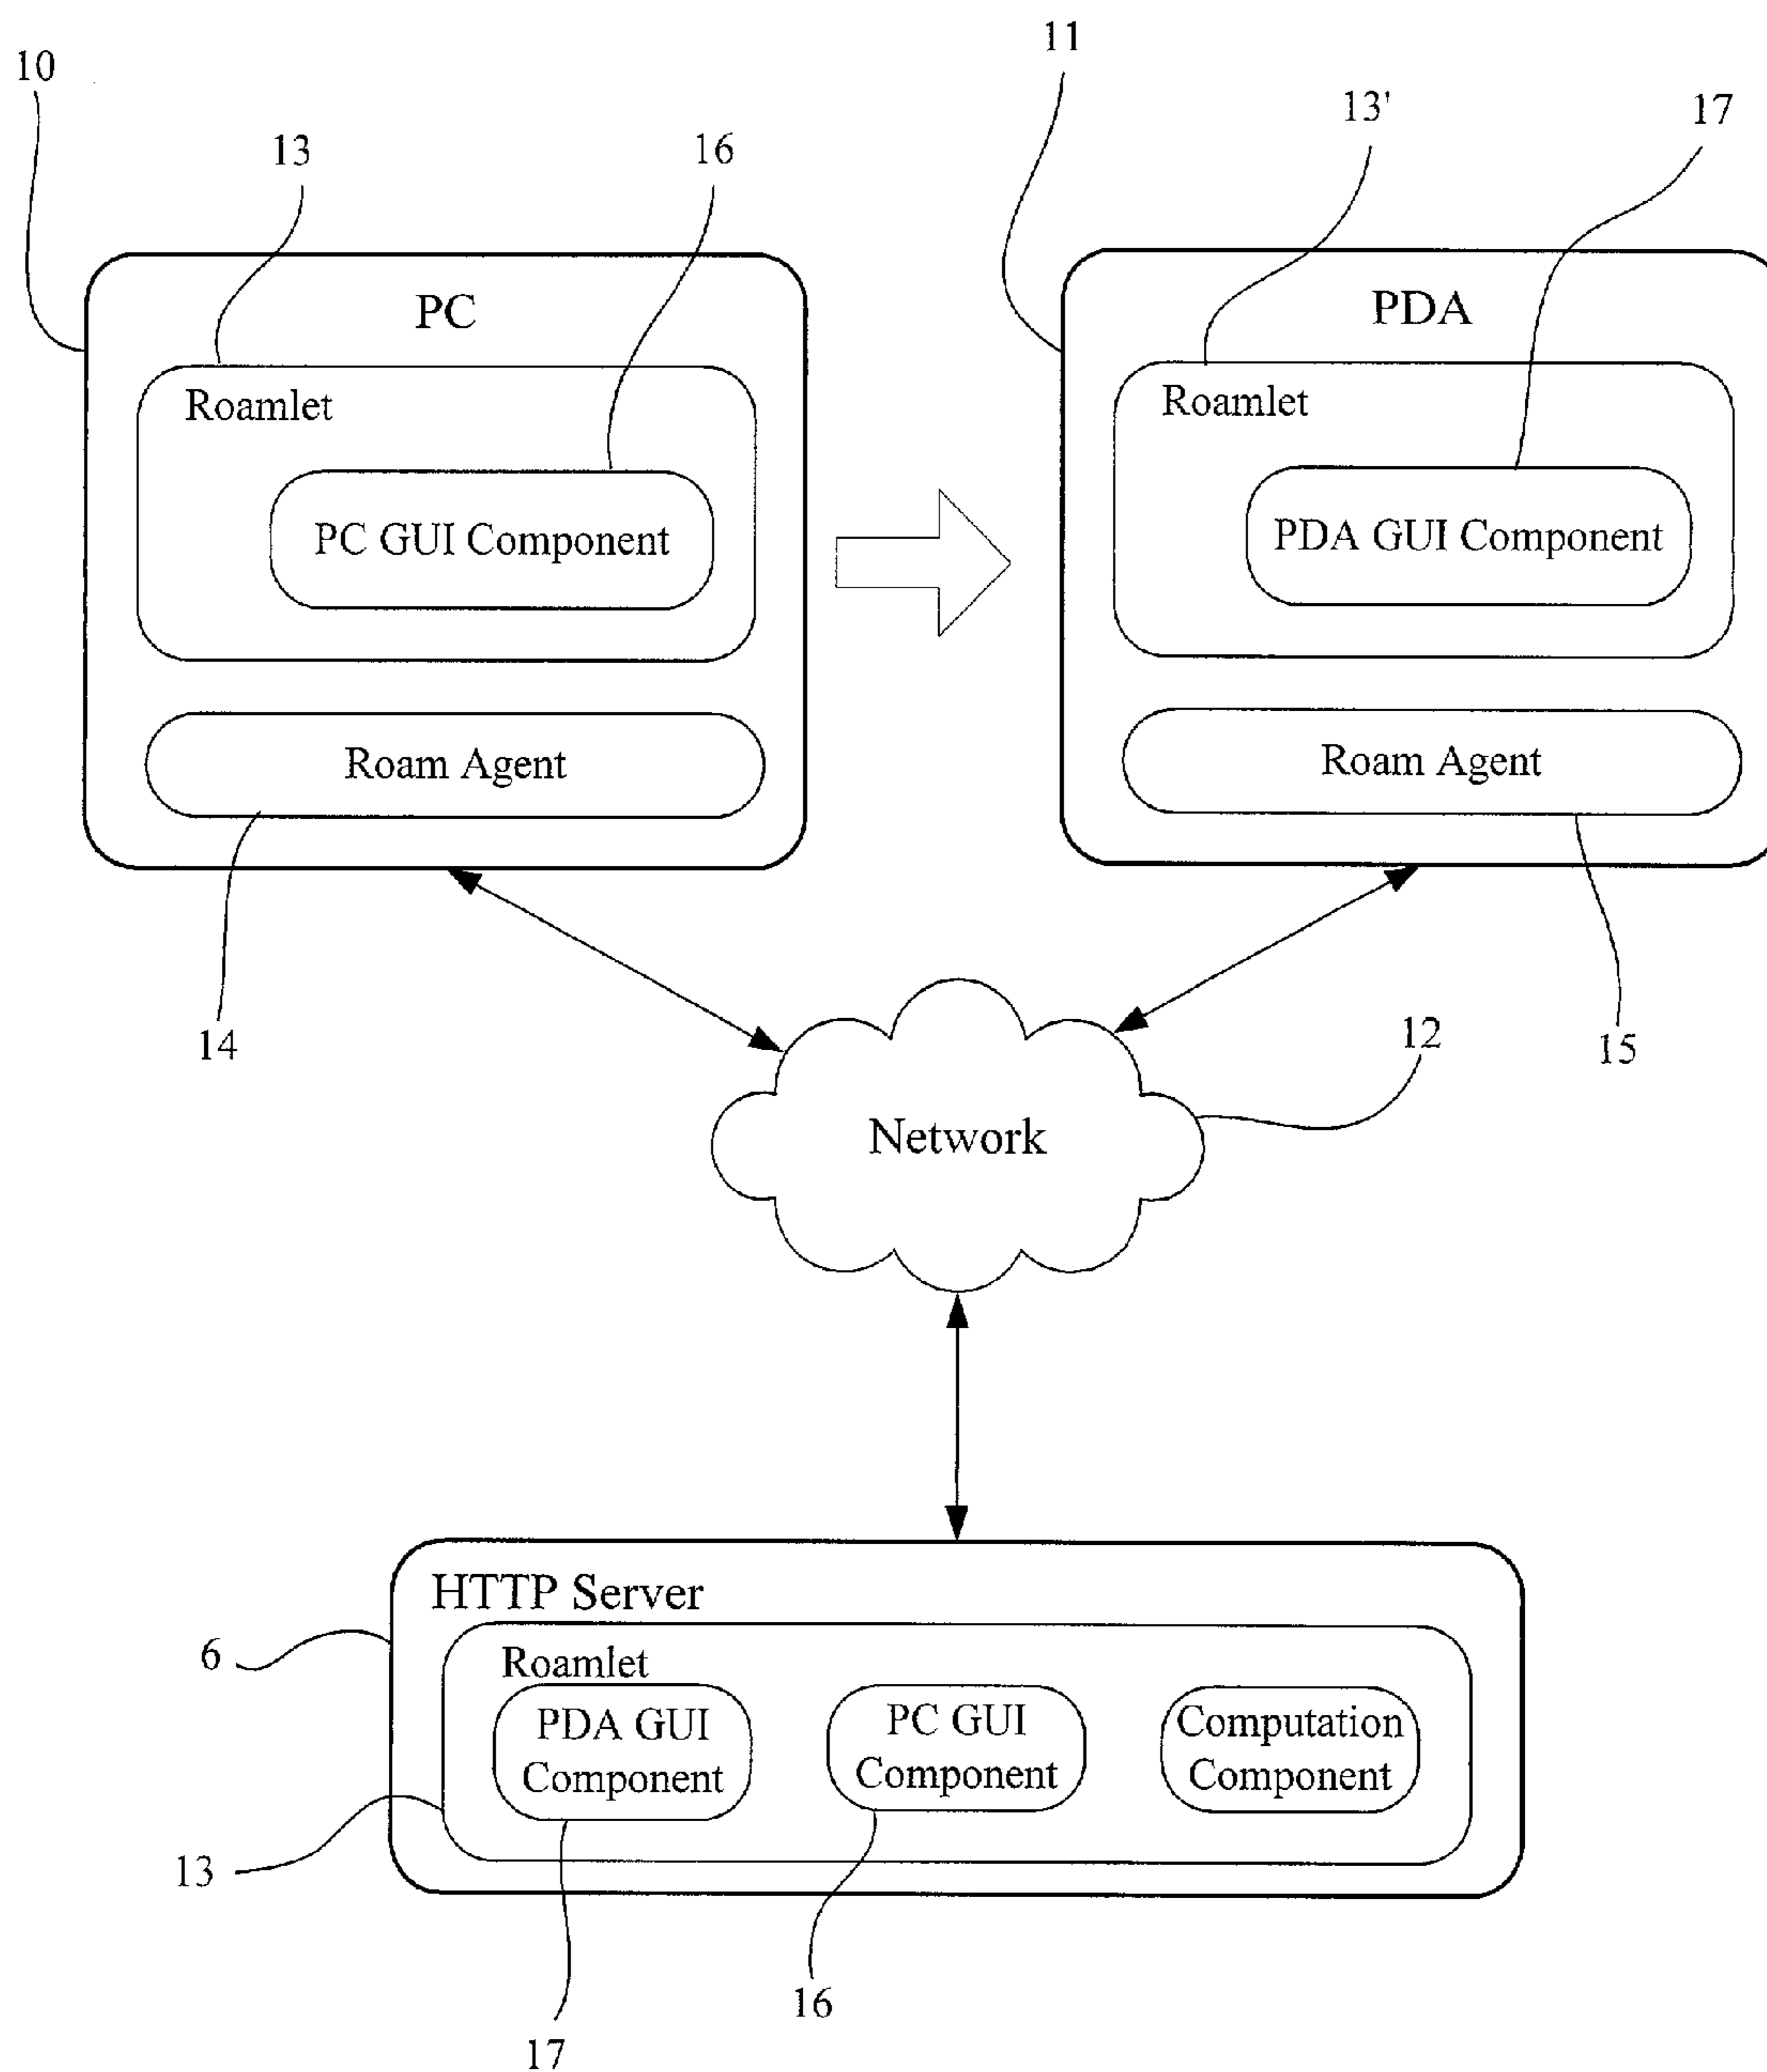 10
11
13
16
13'
17
PC
PDA
Roamlet
Roamlet
PC GUI Component
PDA GUI Component
Roam Agent
Roam Agent
14
15
12
Network
HTTP Server
6
Roamlet
PDA GUI
Component
PC GUI
Component
Computation
Component
13
16
17